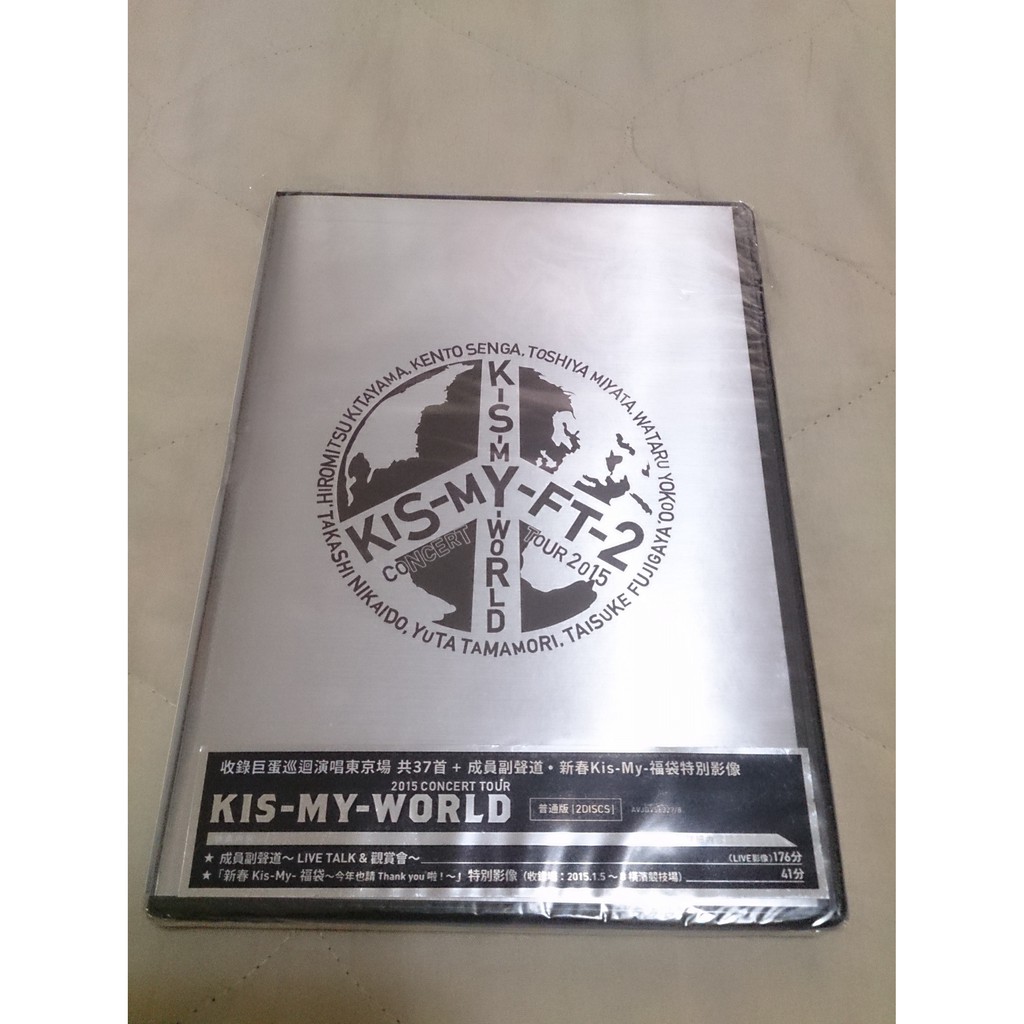 HIROMITSU KITAYAMA, KENTO SENGA, TOSHIYA MIYATA, WATARU YOKOO, TAISUKE FUJIGAYA, YUTA TAMAMORI, TAKASHI NIKAIDO,
KIS-MY-WORLD
KIS-MY-FT-2
CONCERT TOUR 2015
收錄巨蛋巡迴演唱東京場 共37首 + 成員副聲道・新春Kis-My-福袋特別影像
2015 CONCERT TOUR
KIS-MY-WORLD 普通版 [2DISCS]
★ 成員副聲道～ LIVE TALK & 觀賞會～ (LIVE影像) 176分
★「新春 Kis-My- 福袋～今年也請 Thank you 啦！～」特別影像 2015.1.5 41分